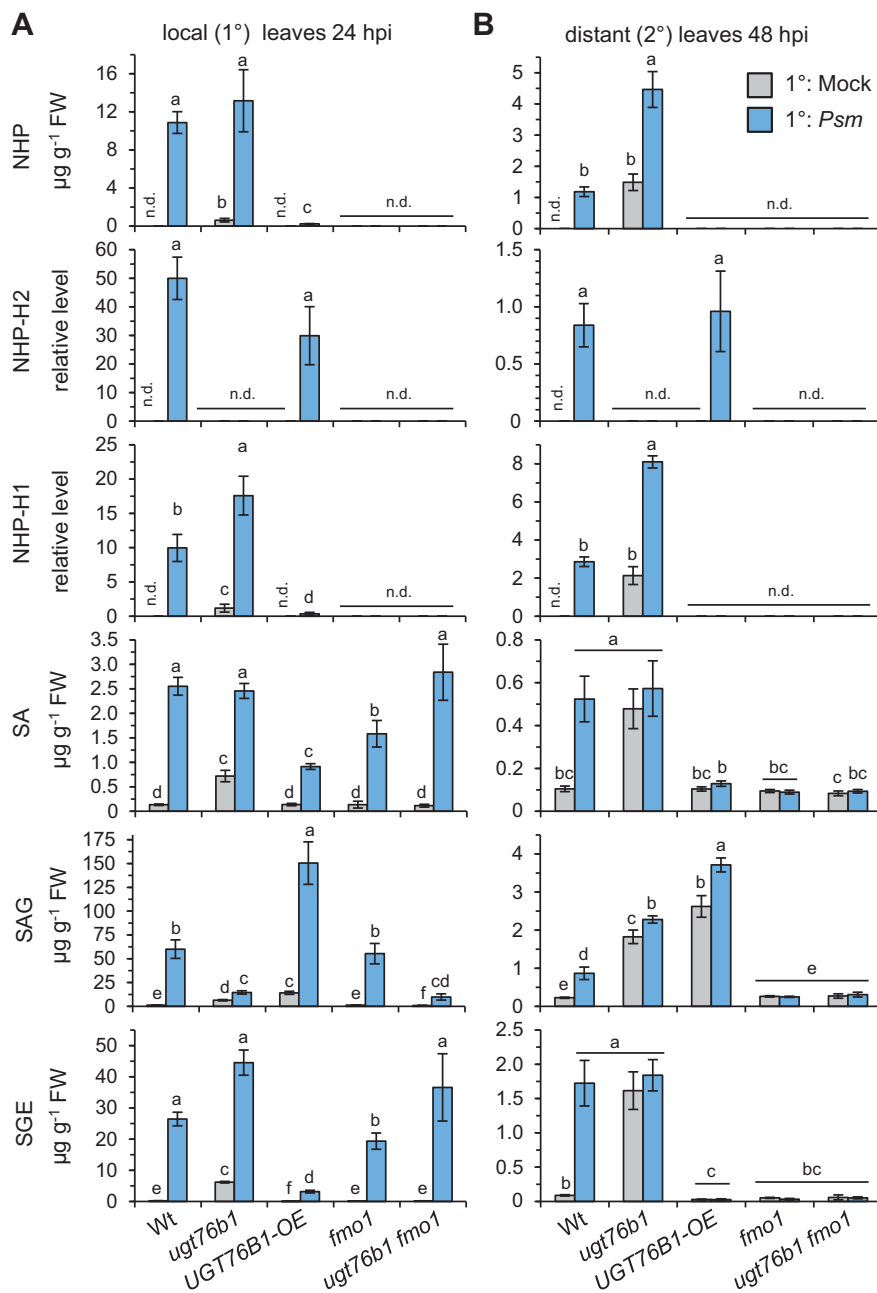 A local (1°) leaves 24 hpi
B distant (2°) leaves 48 hpi
1°: Mock
1°: Psm
NHP
µg g⁻¹ FW
16
12
8
4
0
n.d. a b a n.d. c n.d.
5
4
3
2
1
0
n.d. b b a n.d.
NHP-H2
relative level
60
50
40
30
20
10
0
n.d. a n.d. a n.d.
1.5
1.0
0.5
0
n.d. a n.d. a n.d.
NHP-H1
relative level
25
20
15
10
5
0
n.d. b c a n.d. d n.d.
8
6
4
2
0
n.d. b b a n.d.
SA
µg g⁻¹ FW
3.5
3.0
2.5
2.0
1.5
1.0
0.5
0
d a c a d c d b d a
0.8
0.6
0.4
0.2
0
bc a bc b bc c bc
SAG
µg g⁻¹ FW
175
150
125
100
75
50
25
0
e b d c c a e b f cd
4
3
2
1
0
e d c b b a e
SGE
µg g⁻¹ FW
50
40
30
20
10
0
e a c a f d e b e a
2.5
2.0
1.5
1.0
0.5
0
b a c bc
Wt ugt76b1 UGT76B1-OE fmo1 ugt76b1 fmo1
Wt ugt76b1 UGT76B1-OE fmo1 ugt76b1 fmo1